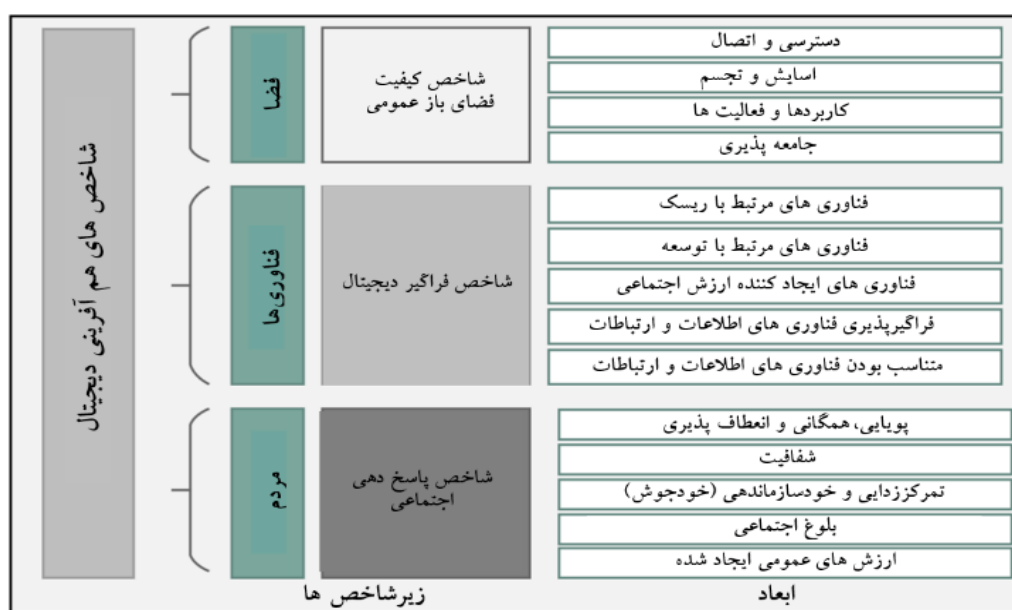 شاخص های هم آفرینی دیجیتال
فضا
شاخص کیفیت
فضای باز عمومی
دسترسی و اتصال
اسایش و تجسم
کاربردها و فعالیت ها
جامعه پذیری
فناوری‌ها
شاخص فراگیر دیجیتال
فناوری های مرتبط با ریسک
فناوری های مرتبط با توسعه
فناوری های ایجاد کننده ارزش اجتماعی
فراگیرپذیری فناوری های اطلاعات و ارتباطات
متناسب بودن فناوری های اطلاعات و ارتباطات
مردم
شاخص پاسخ دهی
اجتماعی
پویایی، همگانی و انعطاف پذیری
شفافیت
تمرکززدایی و خودسازماندهی (خودجوش)
بلوغ اجتماعی
ارزش های عمومی ایجاد شده
زیرشاخص ها
ابعاد